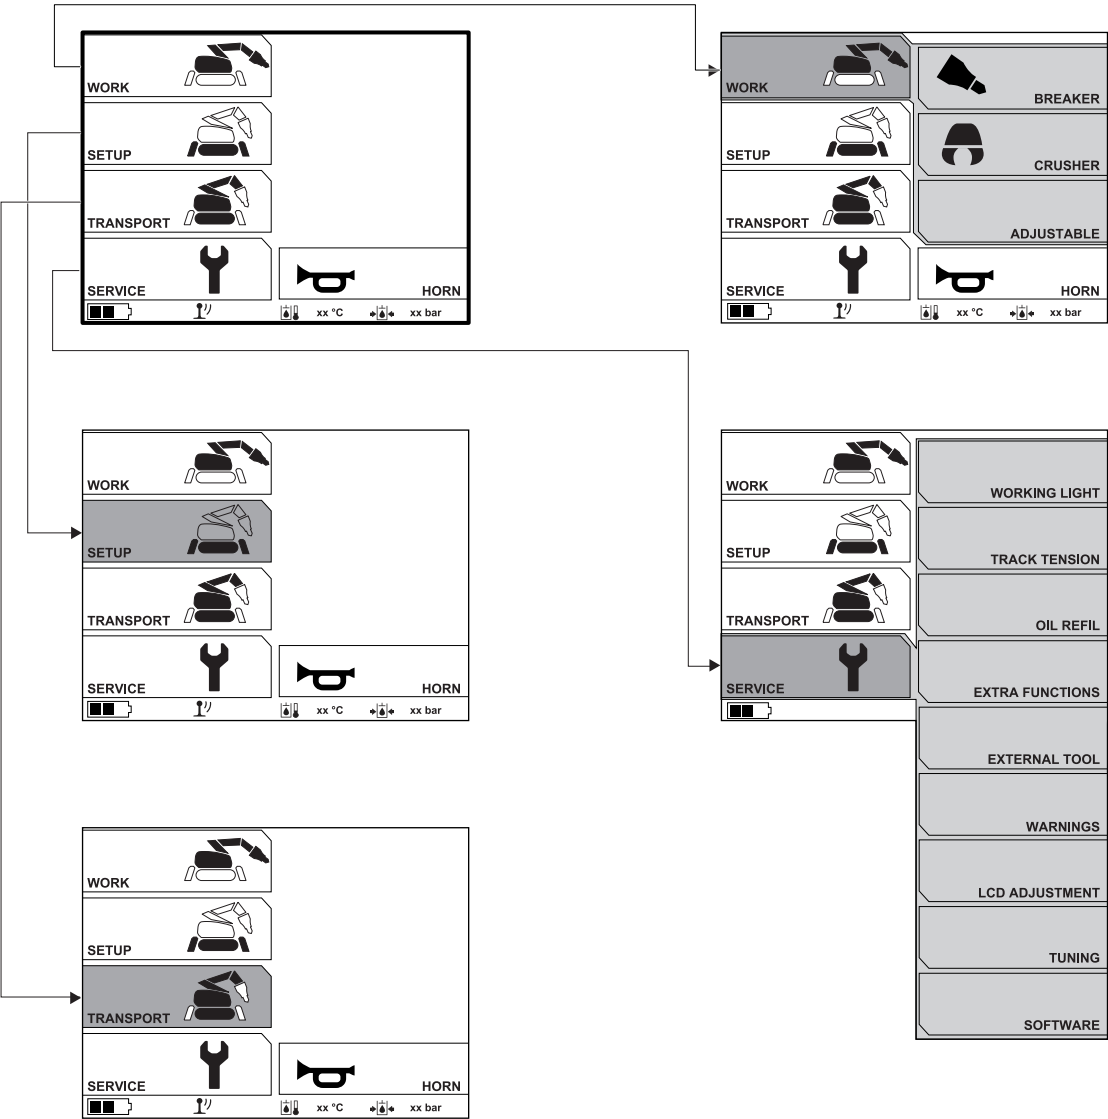 WORK
SETUP
TRANSPORT
SERVICE
HORN
xx °C
xx bar
WORK
BREAKER
CRUSHER
SETUP
TRANSPORT
ADJUSTABLE
SERVICE
HORN
xx °C
xx bar
WORK
SETUP
TRANSPORT
SERVICE
HORN
xx °C
xx bar
WORK
SETUP
TRANSPORT
SERVICE
WORKING LIGHT
TRACK TENSION
OIL REFIL
EXTRA FUNCTIONS
EXTERNAL TOOL
WARNINGS
LCD ADJUSTMENT
TUNING
SOFTWARE
WORK
SETUP
TRANSPORT
SERVICE
HORN
xx °C
xx bar